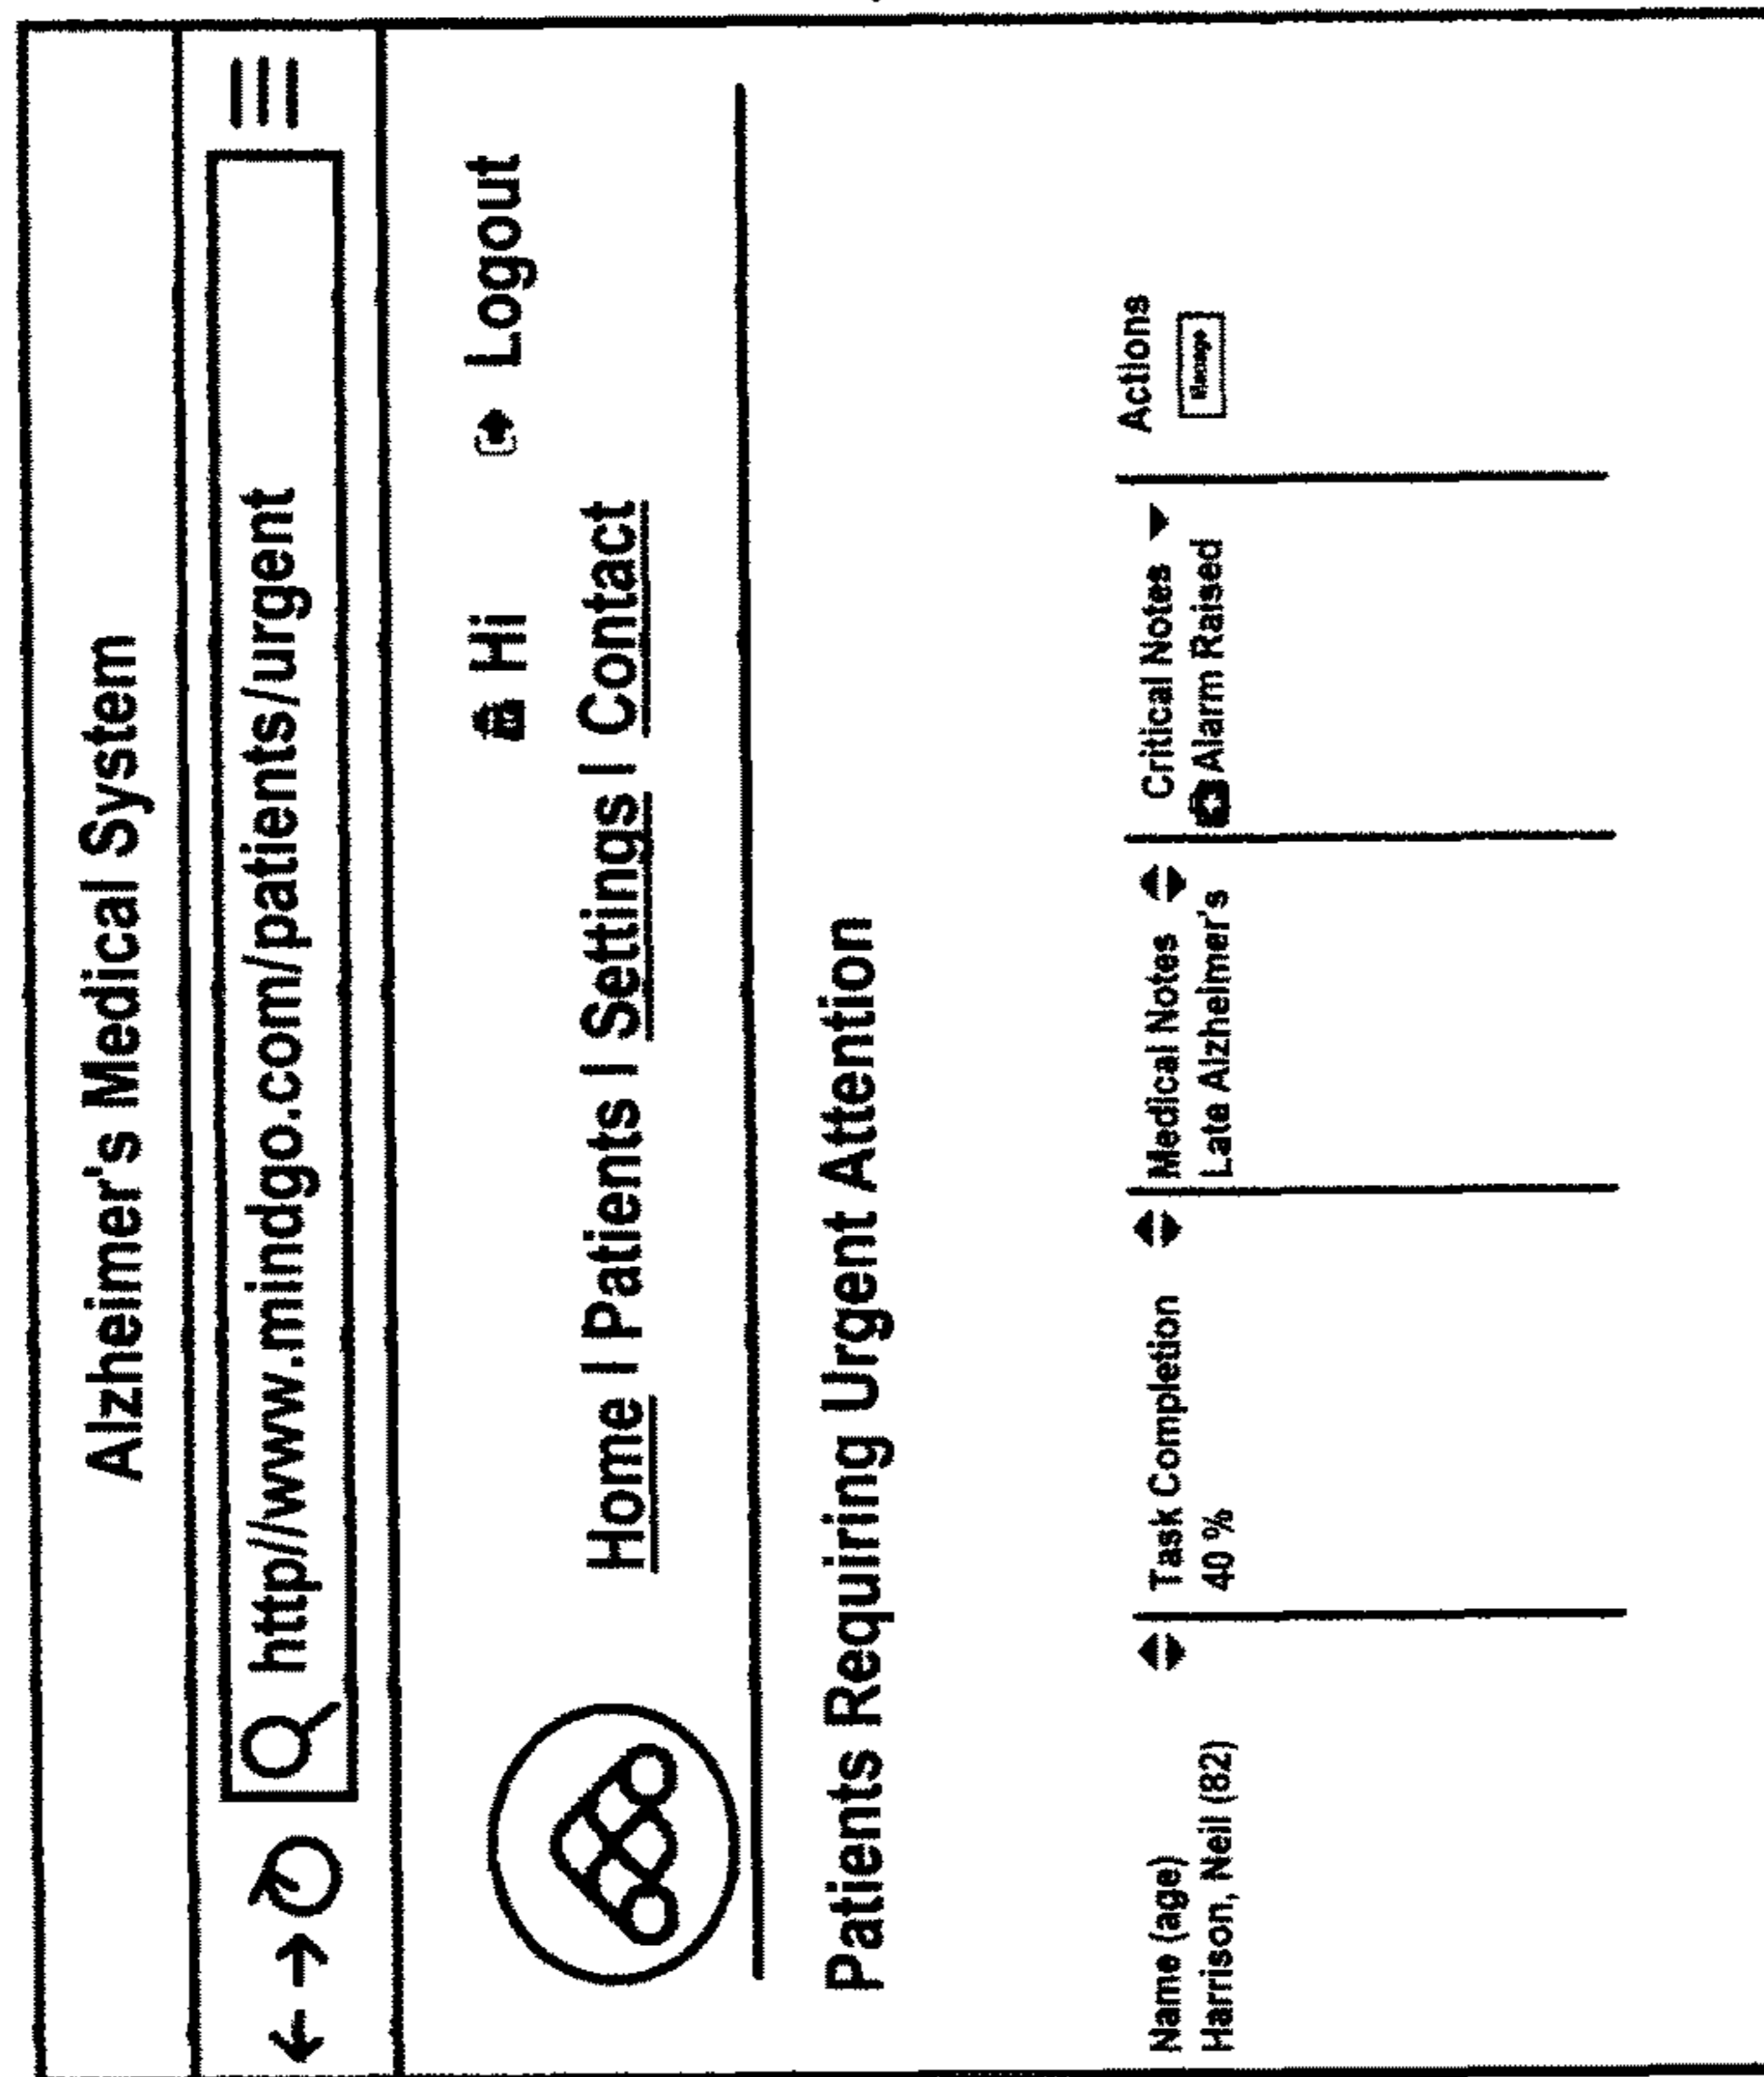 Alzheimer's Medical System
http//www.mindgo.com/patients/urgent
Hi Logout
Home | Patients | Settings | Contact
Patients Requiring Urgent Attention
Name (age) Task Completion Medical Notes Critical Notes Actions
Harrison, Neil (82) 40 % Late Alzheimer's Alarm Raised Manage